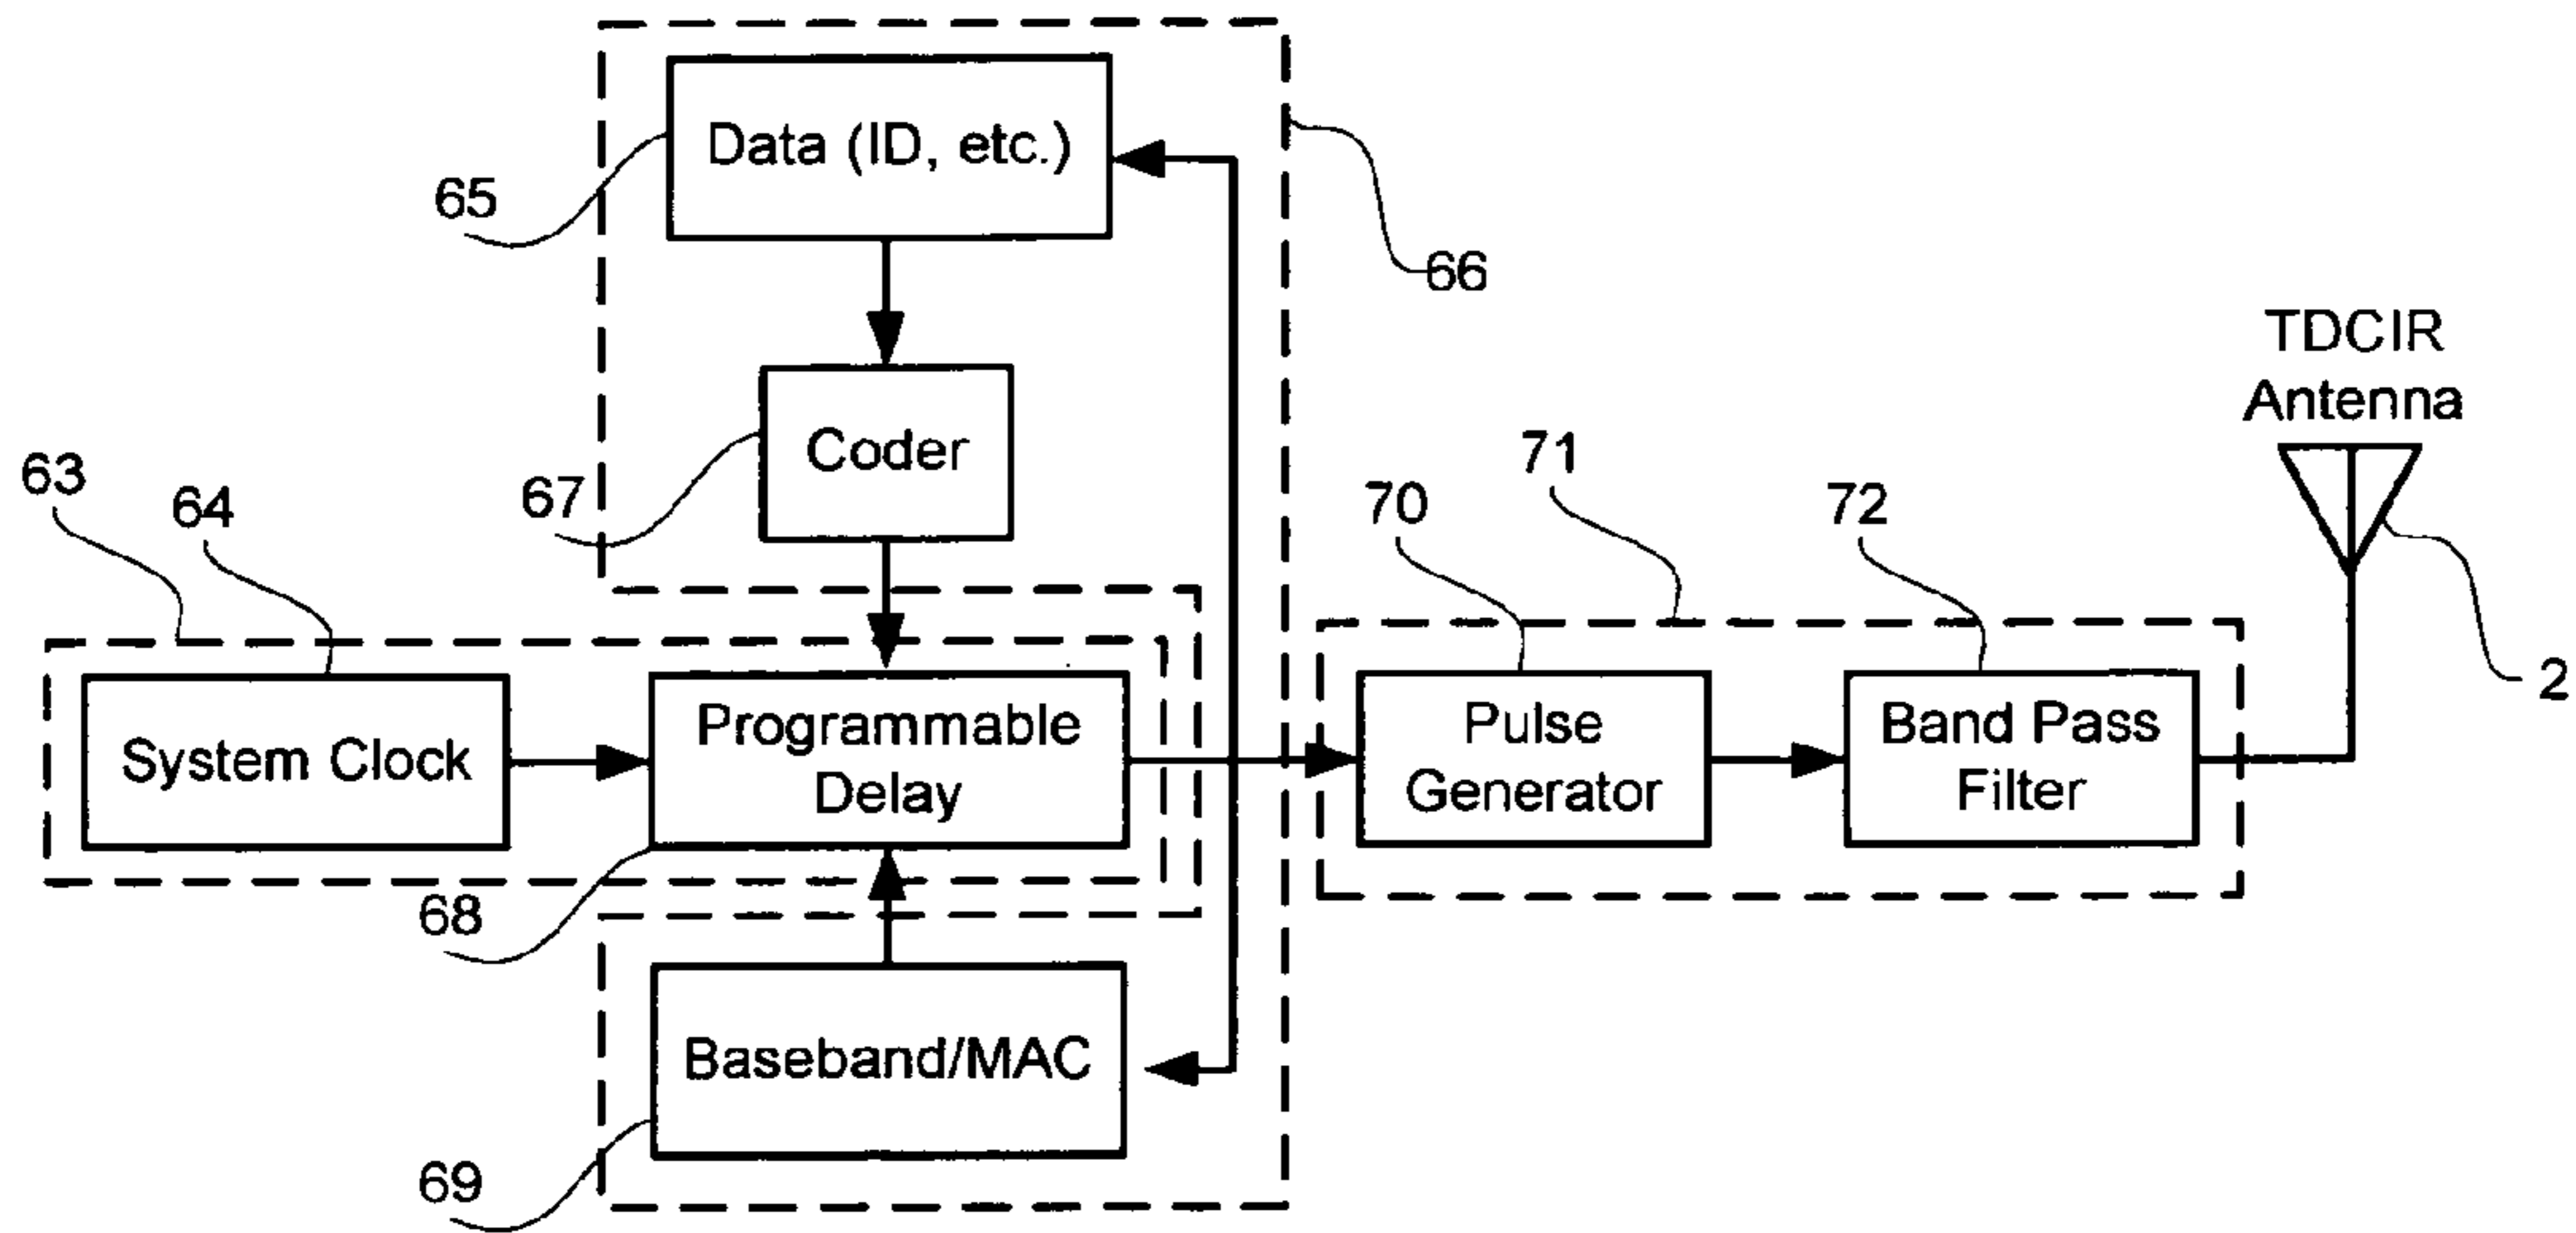 Data (ID, etc.)
65
66
Coder
67
63
64
System Clock
Programmable
Delay
68
Baseband/MAC
69
70
71
72
Pulse
Generator
Band Pass
Filter
TDCIR
Antenna
2